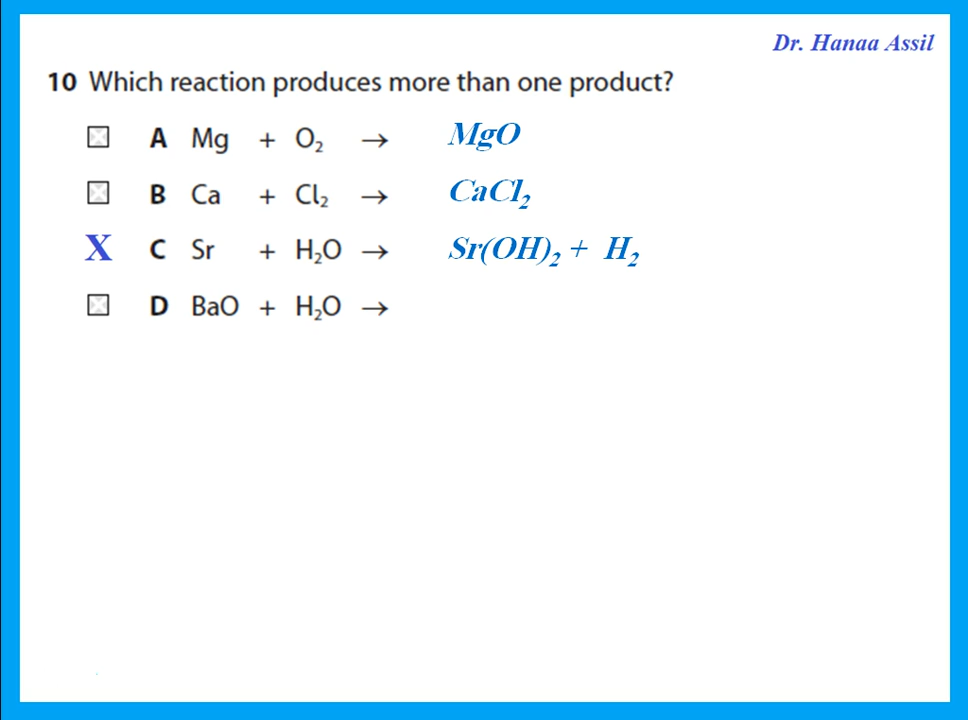 Dr. Hanaa Assil
10 Which reaction produces more than one product?
A Mg + O₂ → MgO
B Ca + Cl₂ → CaCl₂
X C Sr + H₂O → Sr(OH)₂ + H₂
D BaO + H₂O →